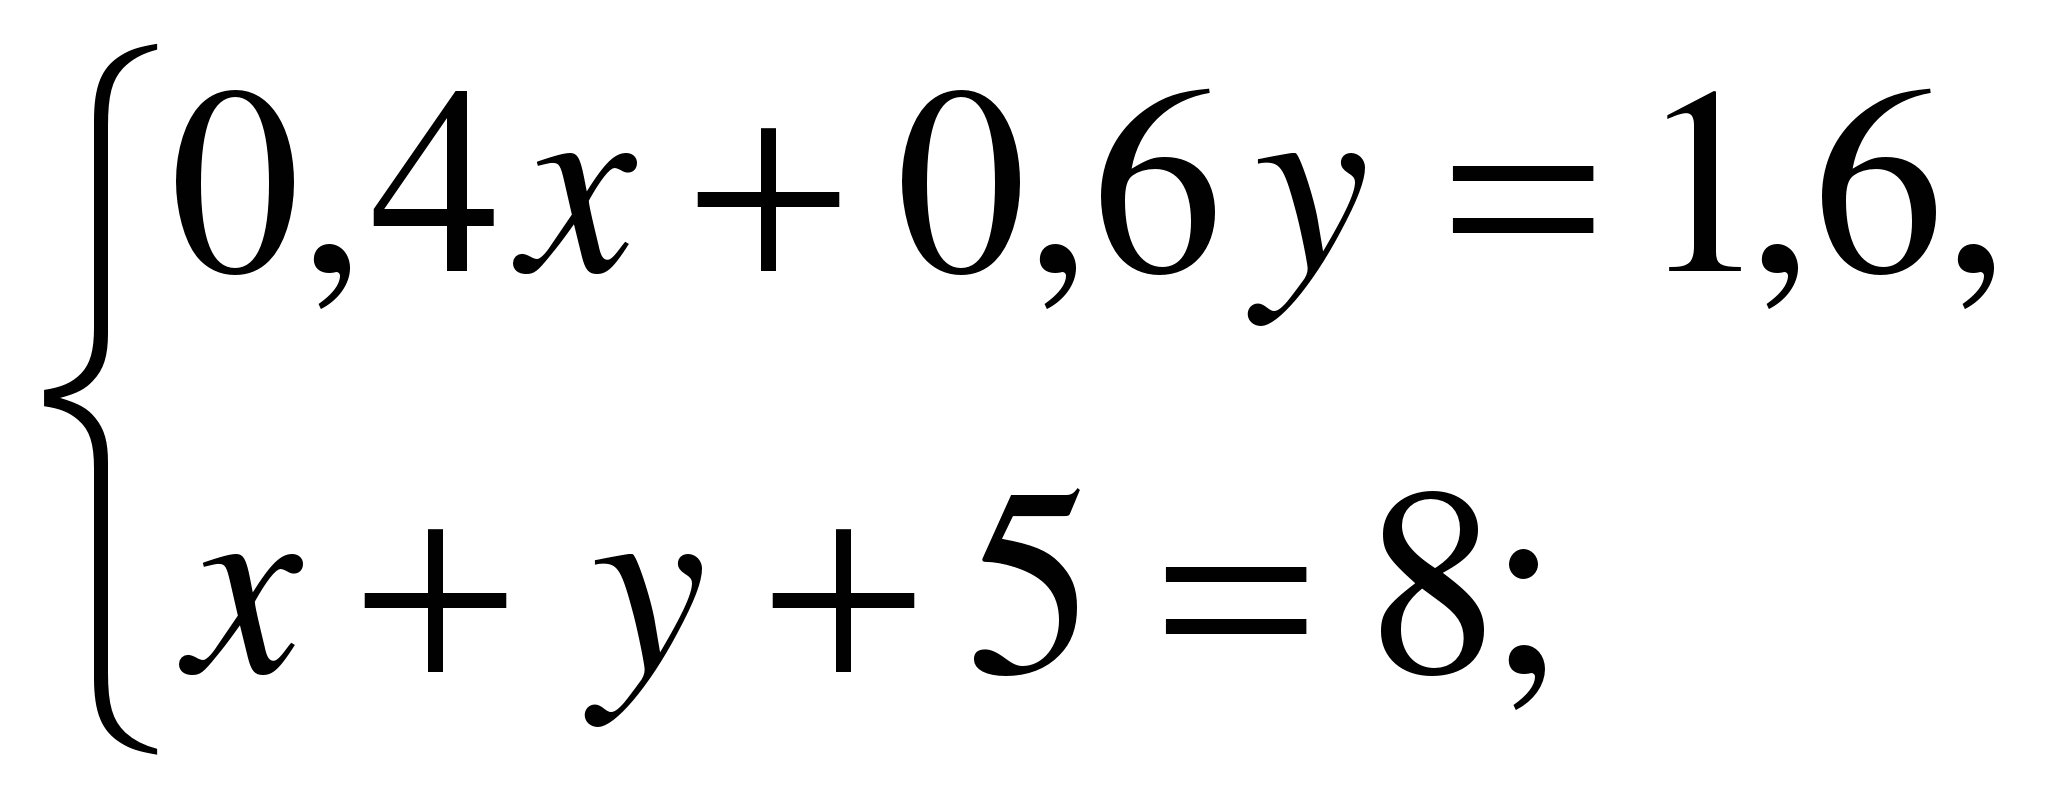 0,4x + 0,6y = 1,6,
x + y + 5 = 8;